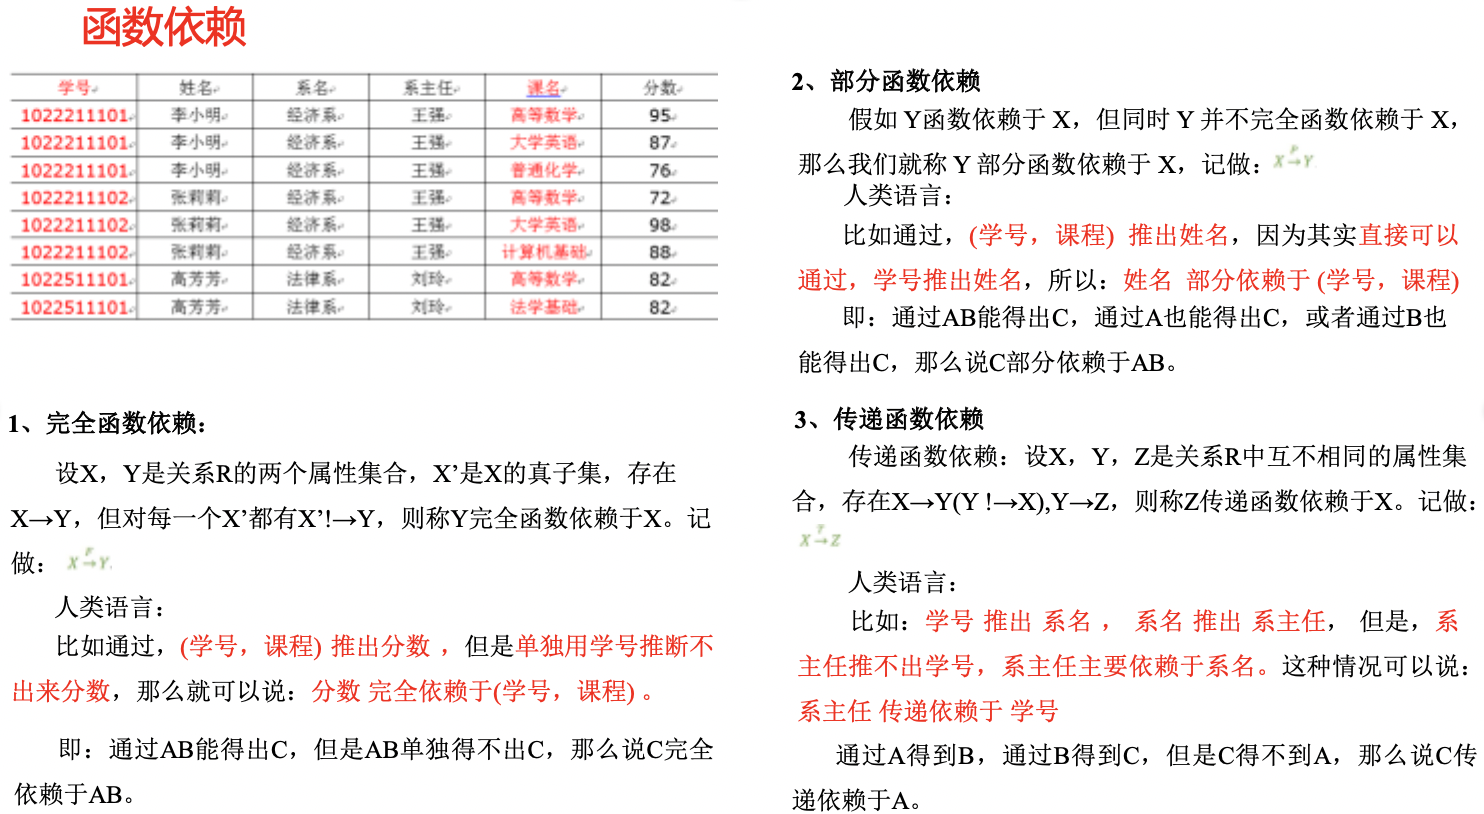 函数依赖
学号 姓名 系名 系主任 课名 分数
1022211101 李小明 经济系 王强 高等数学 95
1022211101 李小明 经济系 王强 大学英语 87
1022211101 李小明 经济系 王强 普通化学 76
1022211102 张莉莉 经济系 王强 高等数学 72
1022211102 张莉莉 经济系 王强 大学英语 98
1022211102 张莉莉 经济系 王强 计算机基础 88
1022511101 高芳芳 法律系 刘玲 高等数学 82
1022511101 高芳芳 法律系 刘玲 法学基础 82
1、完全函数依赖：
设X，Y是关系R的两个属性集合，X’是X的真子集，存在
X→Y，但对每一个X’都有X’!→Y，则称Y完全函数依赖于X。记
做： X F→ Y
人类语言：
比如通过，(学号，课程) 推出分数 ，但是单独用学号推断不
出来分数，那么就可以说：分数 完全依赖于(学号，课程) 。
即：通过AB能得出C，但是AB单独得不出C，那么说C完全
依赖于AB。
2、部分函数依赖
假如 Y函数依赖于 X，但同时 Y 并不完全函数依赖于 X，
那么我们就称 Y 部分函数依赖于 X，记做： X P→ Y
人类语言：
比如通过，(学号，课程) 推出姓名，因为其实直接可以
通过，学号推出姓名，所以：姓名 部分依赖于 (学号，课程)
即：通过AB能得出C，通过A也能得出C，或者通过B也
能得出C，那么说C部分依赖于AB。
3、传递函数依赖
传递函数依赖：设X，Y，Z是关系R中互不相同的属性集
合，存在X→Y(Y !→X),Y→Z，则称Z传递函数依赖于X。记做：
X T→ Z
人类语言：
比如：学号 推出 系名 ， 系名 推出 系主任， 但是，系
主任推不出学号，系主任主要依赖于系名。这种情况可以说：
系主任 传递依赖于 学号
通过A得到B，通过B得到C，但是C得不到A，那么说C传
递依赖于A。